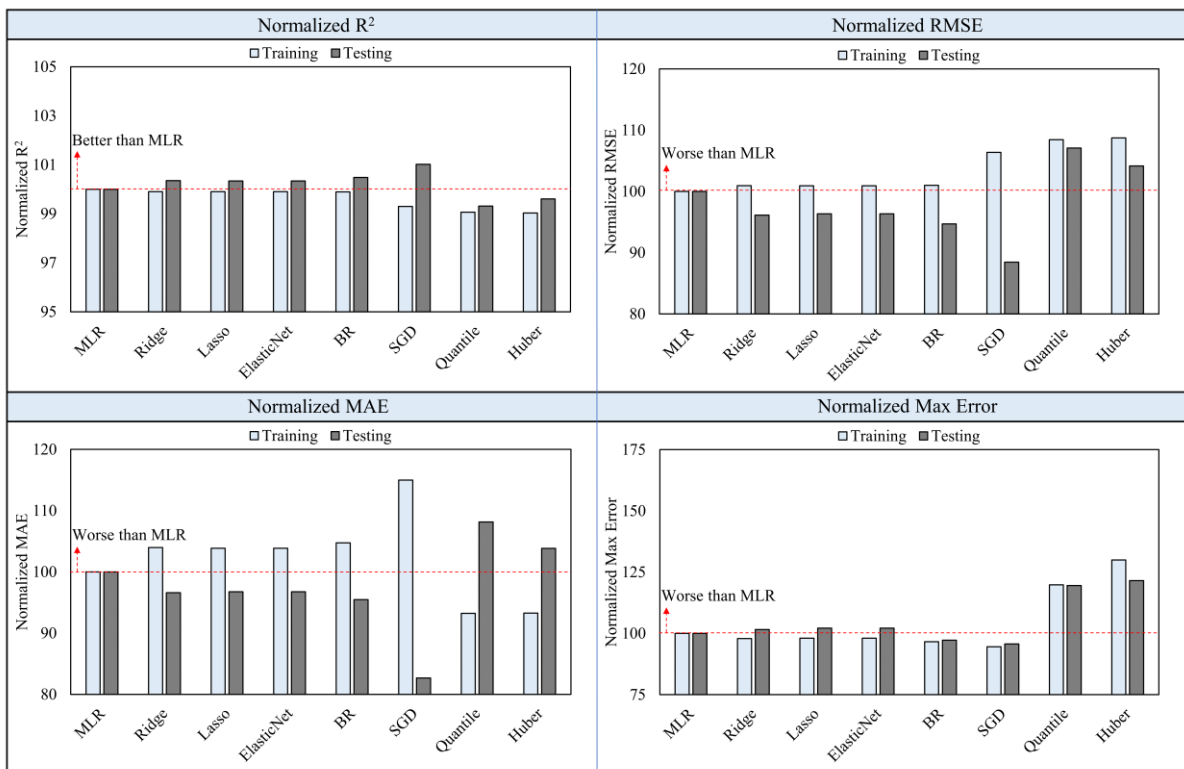 Normalized R²
Training Testing
Normalized R²
105
103
101
99
97
95
Better than MLR
MLR
Ridge
Lasso
ElasticNet
BR
SGD
Quantile
Huber
Normalized RMSE
Training Testing
Normalized RMSE
120
110
100
90
80
Worse than MLR
MLR
Ridge
Lasso
ElasticNet
BR
SGD
Quantile
Huber
Normalized MAE
Training Testing
Normalized MAE
120
110
100
90
80
Worse than MLR
MLR
Ridge
Lasso
ElasticNet
BR
SGD
Quantile
Huber
Normalized Max Error
Training Testing
Normalized Max Error
175
150
125
100
75
Worse than MLR
MLR
Ridge
Lasso
ElasticNet
BR
SGD
Quantile
Huber